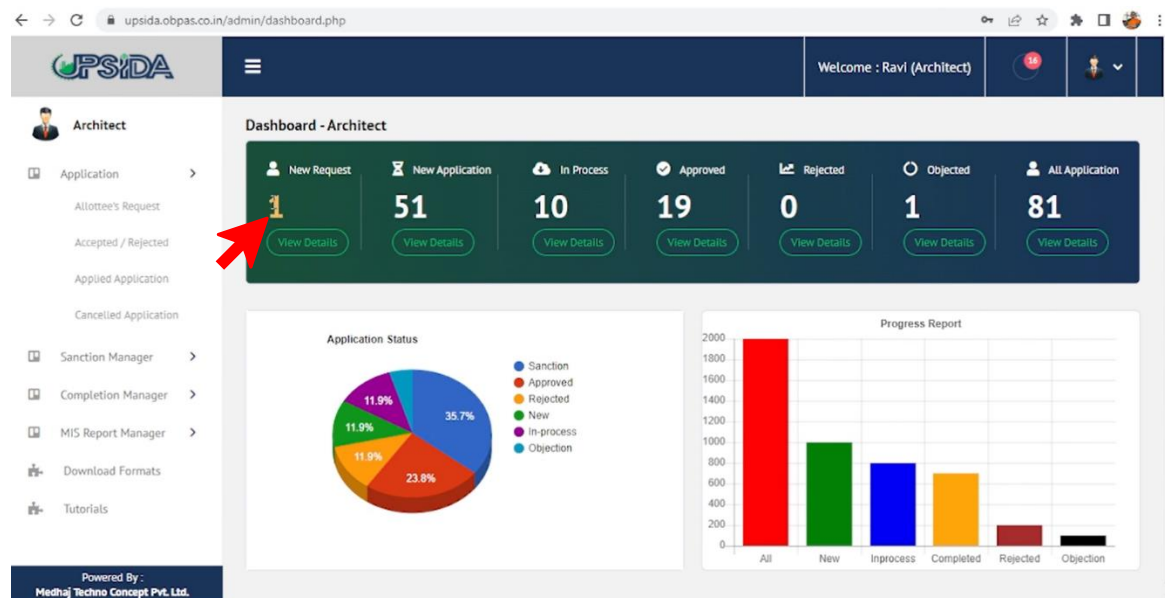 upsida.obpas.co.in/admin/dashboard.php
UPSIDA
Welcome : Ravi (Architect)
16
Architect
Application
Allottee's Request
Accepted / Rejected
Applied Application
Cancelled Application
Sanction Manager
Completion Manager
MIS Report Manager
Download Formats
Tutorials
Powered By :
Medhaj Techno Concept Pvt. Ltd.
Dashboard - Architect
New Request
1
View Details
New Application
51
View Details
In Process
10
View Details
Approved
19
View Details
Rejected
0
View Details
Objected
1
View Details
All Application
81
View Details
Application Status
35.7%
23.8%
11.9%
11.9%
11.9%
Sanction
Approved
Rejected
New
In-process
Objection
Progress Report
2000
1800
1600
1400
1200
1000
800
600
400
200
0
All New Inprocess Completed Rejected Objection